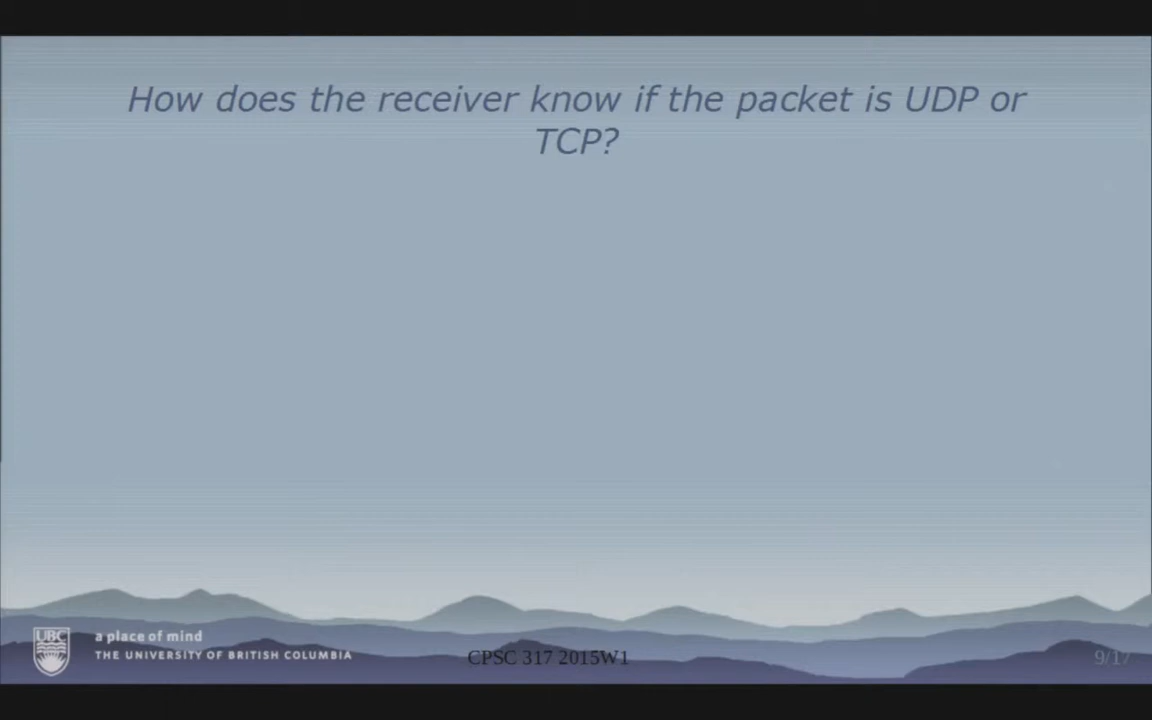 How does the receiver know if the packet is UDP or
TCP?
UBC
a place of mind
THE UNIVERSITY OF BRITISH COLUMBIA
CPSC 317 2015W1
9/17